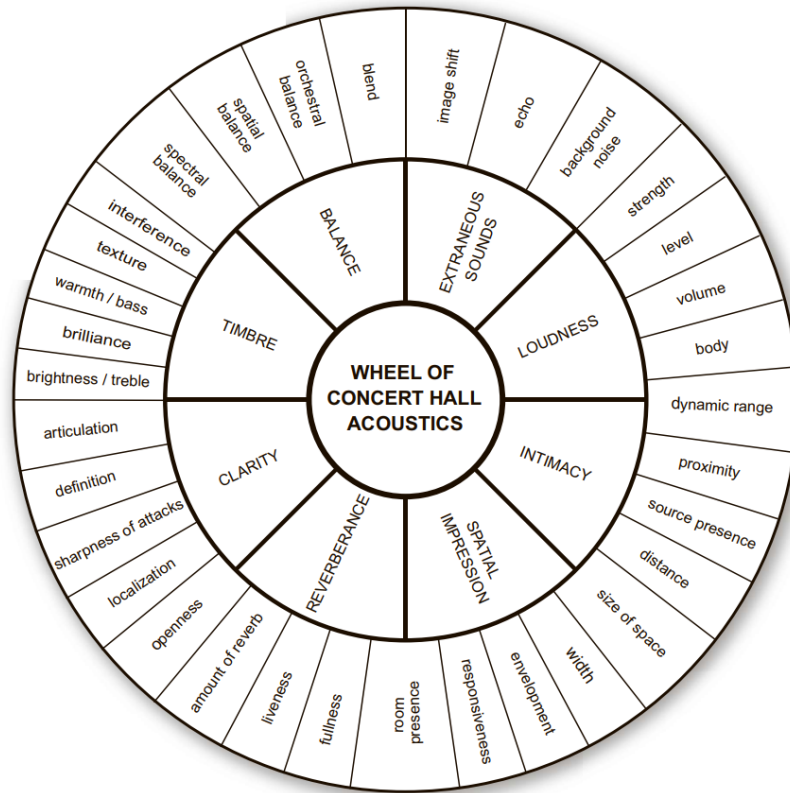 WHEEL OF
CONCERT HALL
ACOUSTICS
EXTRANEOUS
SOUNDS
LOUDNESS
INTIMACY
SPATIAL
IMPRESSION
REVERBERANCE
CLARITY
TIMBRE
BALANCE
image shift
echo
background
noise
strength
level
volume
body
dynamic range
proximity
source presence
distance
size of space
width
envelopment
responsiveness
room
presence
fullness
liveness
amount of reverb
openness
localization
sharpness of attacks
definition
articulation
brightness / treble
brilliance
warmth / bass
texture
interference
spectral
balance
spatial
balance
orchestral
balance
blend